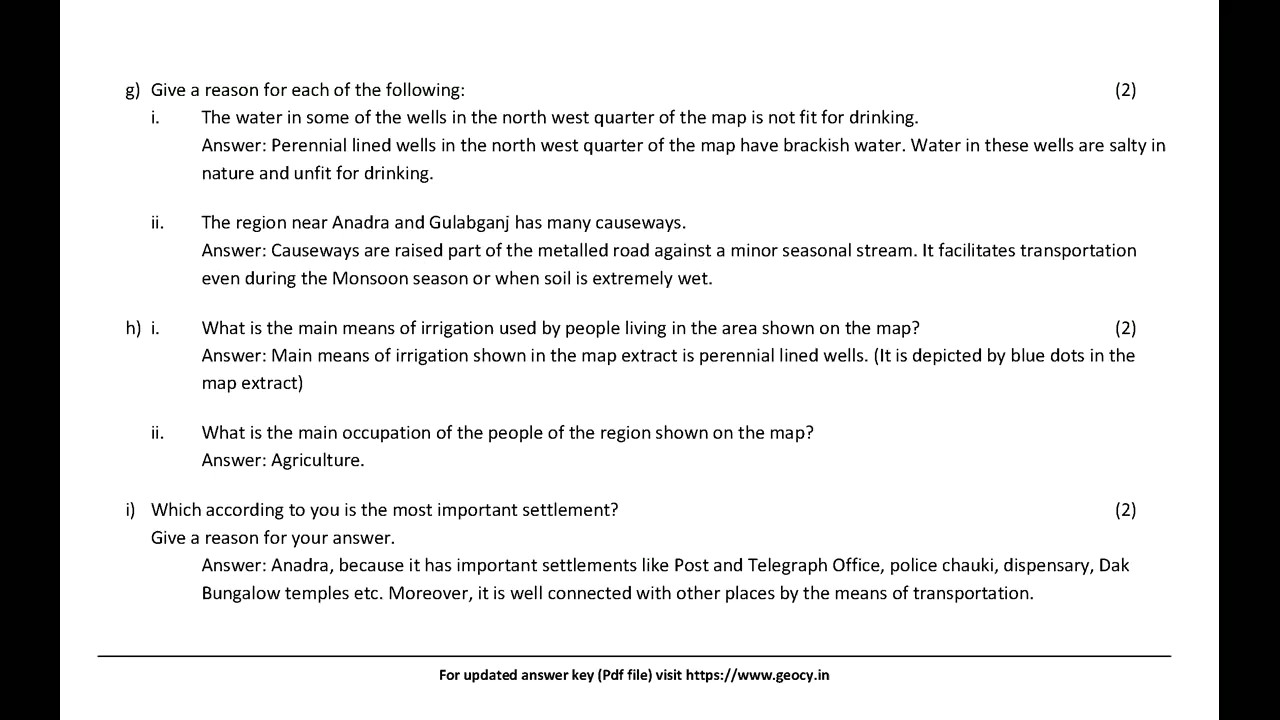 g) Give a reason for each of the following: (2)
i. The water in some of the wells in the north west quarter of the map is not fit for drinking.
Answer: Perennial lined wells in the north west quarter of the map have brackish water. Water in these wells are salty in
nature and unfit for drinking.
ii. The region near Anadra and Gulabganj has many causeways.
Answer: Causeways are raised part of the metalled road against a minor seasonal stream. It facilitates transportation
even during the Monsoon season or when soil is extremely wet.
h) i. What is the main means of irrigation used by people living in the area shown on the map? (2)
Answer: Main means of irrigation shown in the map extract is perennial lined wells. (It is depicted by blue dots in the
map extract)
ii. What is the main occupation of the people of the region shown on the map?
Answer: Agriculture.
i) Which according to you is the most important settlement? (2)
Give a reason for your answer.
Answer: Anadra, because it has important settlements like Post and Telegraph Office, police chauki, dispensary, Dak
Bungalow temples etc. Moreover, it is well connected with other places by the means of transportation.
For updated answer key (Pdf file) visit https://www.geocy.in